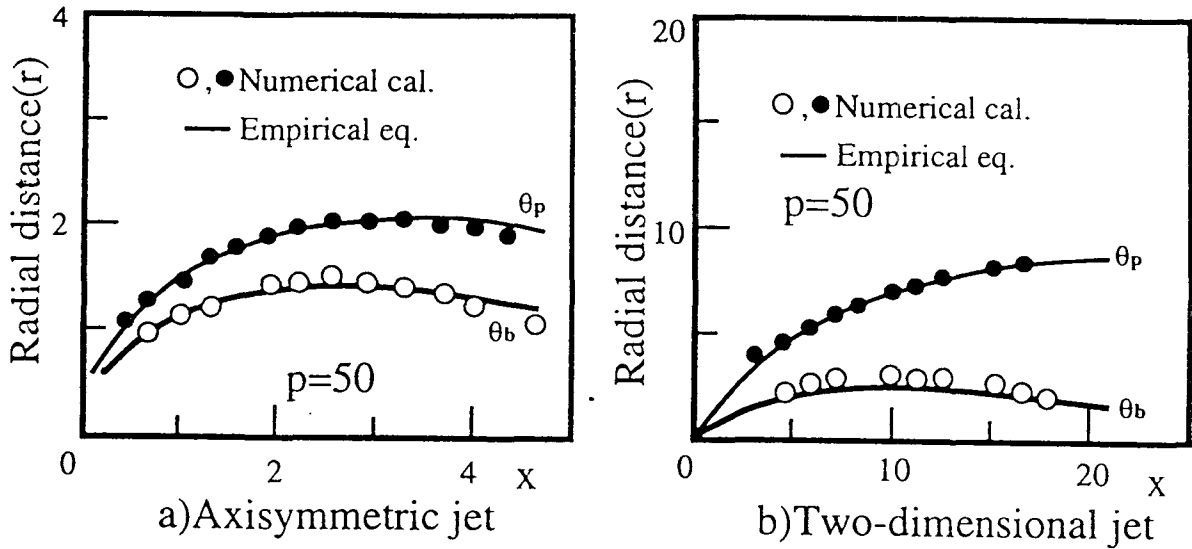 4
Radial distance(r)
○,● Numerical cal.
— Empirical eq.
2
θp
θb
p=50
0
2
4
X
a)Axisymmetric jet
20
Radial distance(r)
○,● Numerical cal.
— Empirical eq.
p=50
10
θp
θb
0
10
20
X
b)Two-dimensional jet